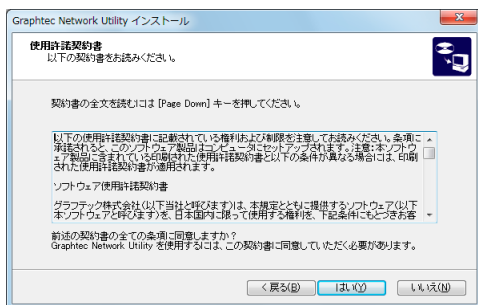 Graphtec Network Utility インストール
使用許諾契約書
以下の契約書をお読みください。
契約書の全文を読むには [Page Down] キーを押してください。
以下の使用許諾契約書に記載されている権利および制限を注意してお読みください。条項に
承諾されると、このソフトウェア製品はコンピュータにセットアップされます。注意:本ソフトウ
ェア製品に含まれている印刷された使用許諾契約書と以下の条件が異なる場合には、印刷
された使用許諾契約書が適用されます。
ソフトウェア使用許諾契約書
グラフテック株式会社(以下当社と呼びます)は、本規定とともに提供するソフトウェア(以下
本ソフトウェアと呼びます)を、日本国内に限って使用する権利を、下記条件にもとづきお客
前述の契約書の全ての条項に同意しますか?
Graphtec Network Utility を使用するには、この契約書に同意していただく必要があります。
< 戻る(B)
はい(Y)
いいえ(N)